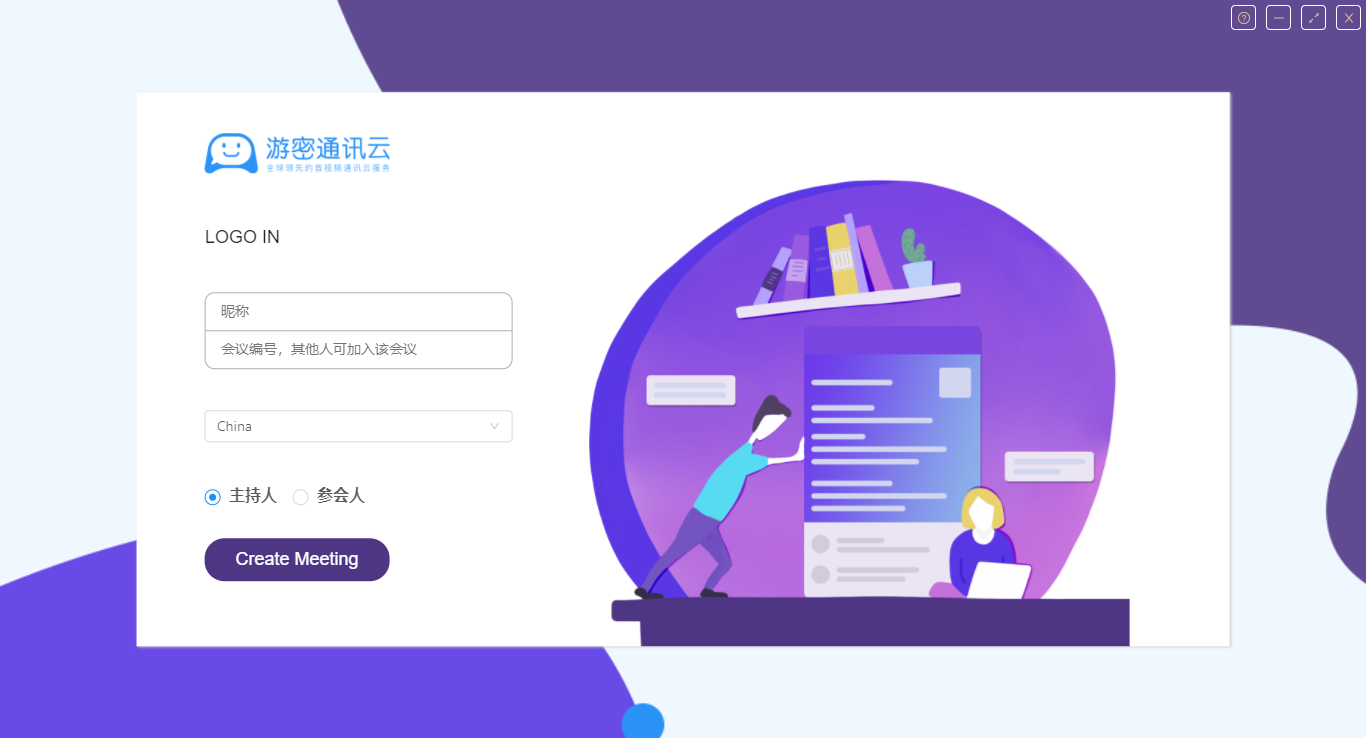 游密通讯云
全球领先的音视频通讯云服务
LOGO IN
昵称
会议编号，其他人可加入该会议
China
主持人 参会人
Create Meeting